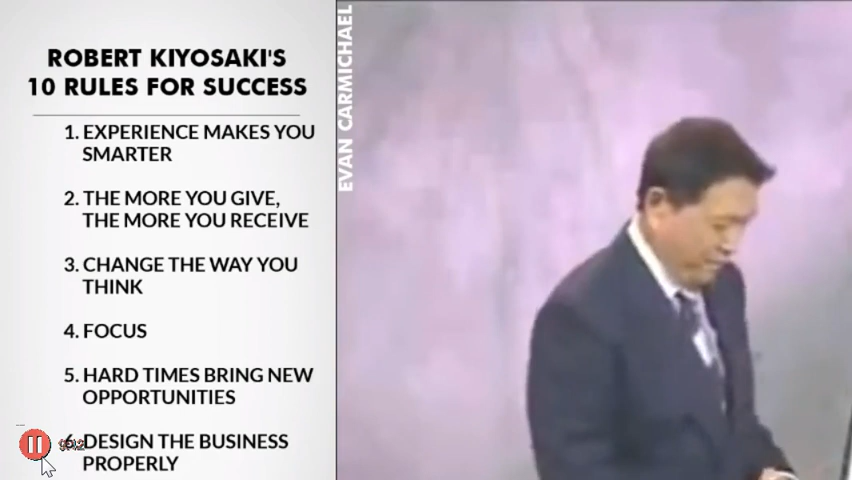 ROBERT KIYOSAKI'S
10 RULES FOR SUCCESS
1. EXPERIENCE MAKES YOU
SMARTER
2. THE MORE YOU GIVE,
THE MORE YOU RECEIVE
3. CHANGE THE WAY YOU
THINK
4. FOCUS
5. HARD TIMES BRING NEW
OPPORTUNITIES
6. DESIGN THE BUSINESS
PROPERLY
EVAN CARMICHAEL